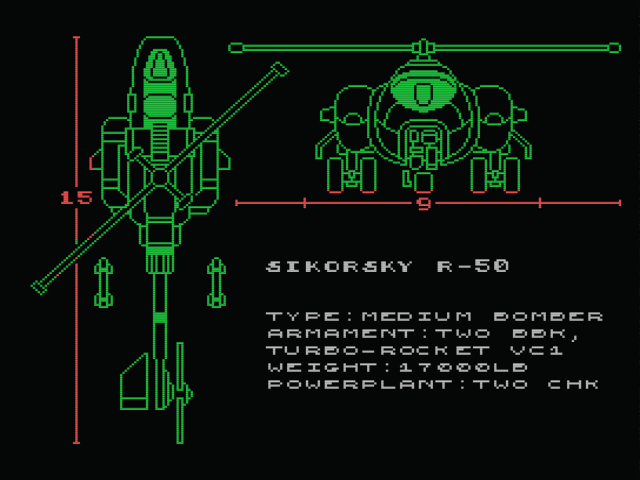 15
9
SIKORSKY R-50
TYPE:MEDIUM BOMBER
ARMAMENT:TWO BBK,
TURBO-ROCKET VC1
WEIGHT:17000LB
POWERPLANT:TWO CHK